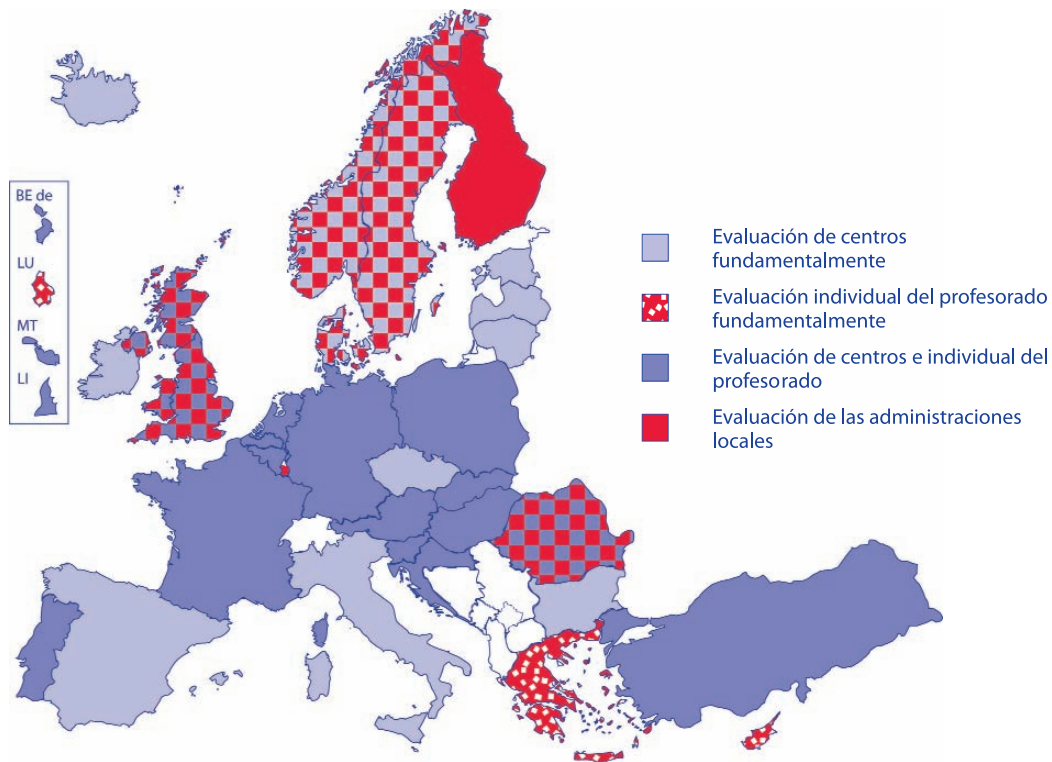 BE de
LU
MT
LI
Evaluación de centros
fundamentalmente
Evaluación individual del profesorado
fundamentalmente
Evaluación de centros e individual del
profesorado
Evaluación de las administraciones
locales